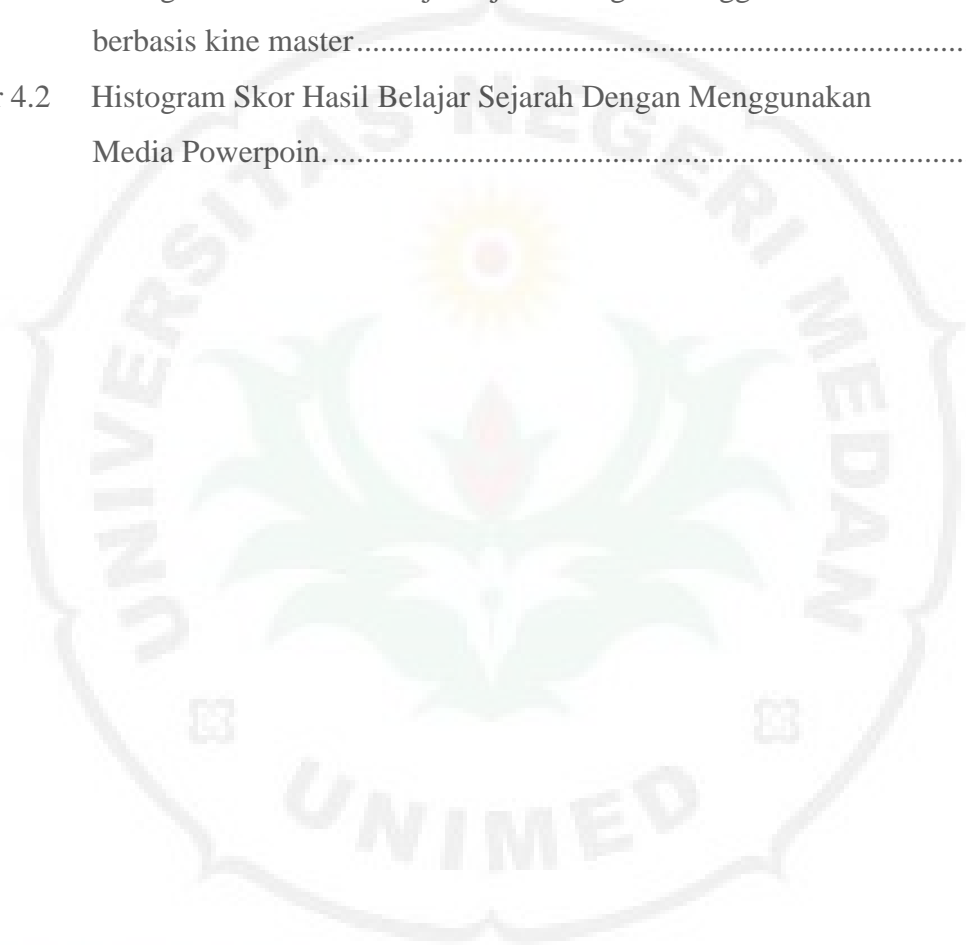 berbasis kine master........................................................................
4.2 Histogram Skor Hasil Belajar Sejarah Dengan Menggunakan
Media Powerpoin. ...........................................................................
UNIVERSITAS NEGERI MEDAN
UNIMED